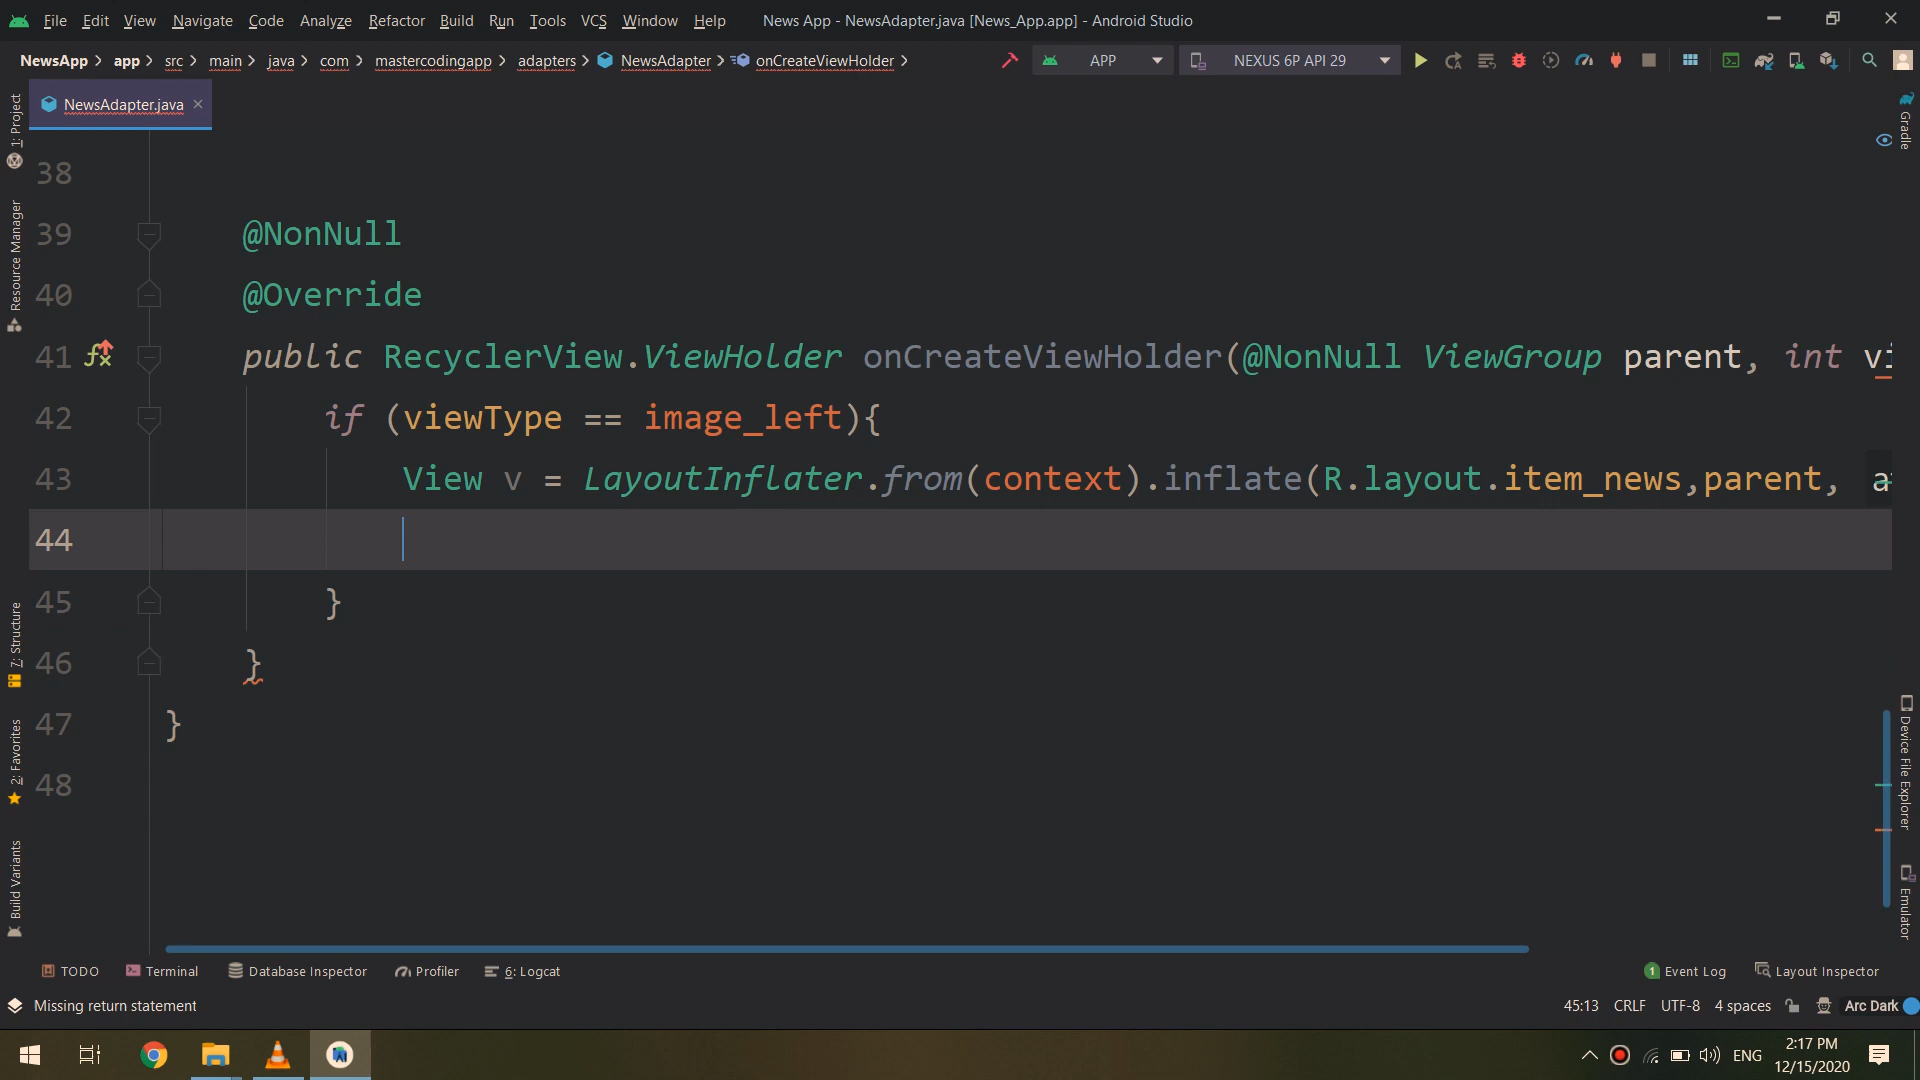 File Edit View Navigate Code Analyze Refactor Build Run Tools VCS Window Help News App - NewsAdapter.java [News_App.app] - Android Studio
NewsApp app src main java com mastercodingapp adapters NewsAdapter onCreateViewHolder APP NEXUS 6P API 29
NewsAdapter.java
38
39 @NonNull
40 @Override
41 public RecyclerView.ViewHolder onCreateViewHolder(@NonNull ViewGroup parent, int vi
42 if (viewType == image_left){
43 View v = LayoutInflater.from(context).inflate(R.layout.item_news,parent, a
44
45 }
46 }
47 }
48
1: Project
Resource Manager
7: Structure
2: Favorites
Build Variants
Gradle
Device File Explorer
Emulator
TODO Terminal Database Inspector Profiler 6: Logcat 1 Event Log Layout Inspector
Missing return statement 45:13 CRLF UTF-8 4 spaces Arc Dark
ENG 2:17 PM
12/15/2020